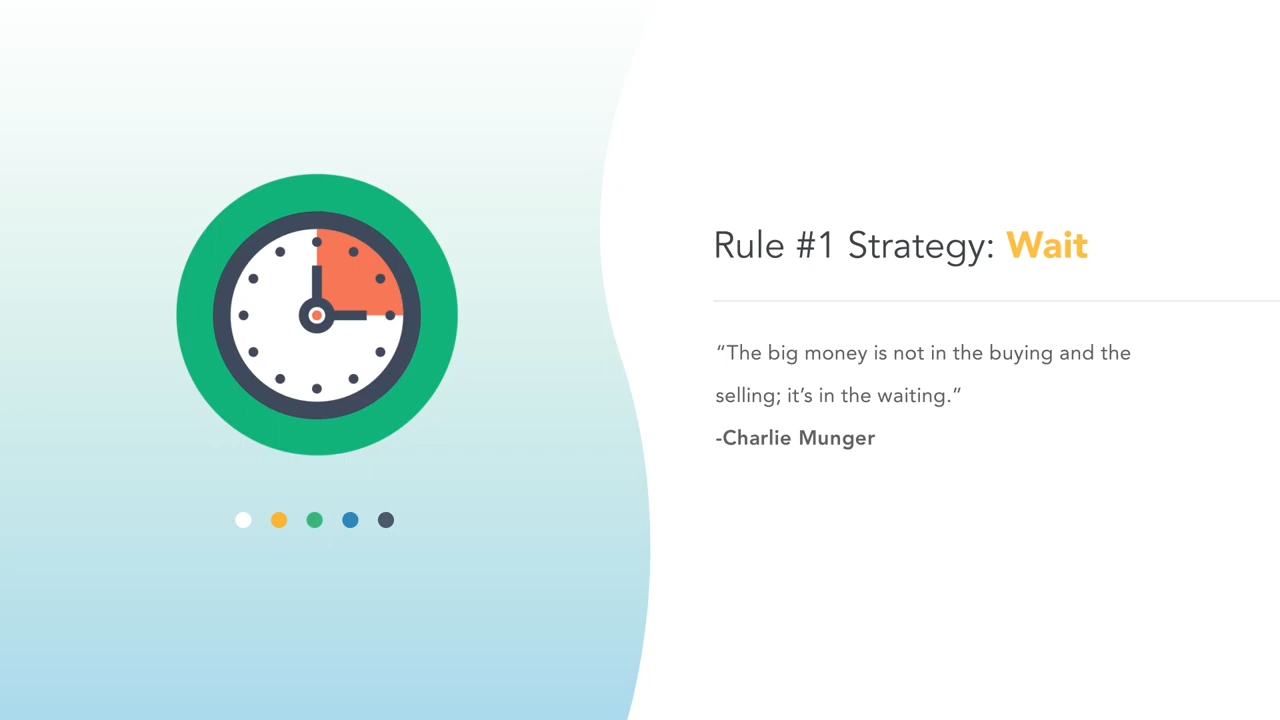 Rule #1 Strategy: Wait
“The big money is not in the buying and the
selling; it’s in the waiting.”
-Charlie Munger